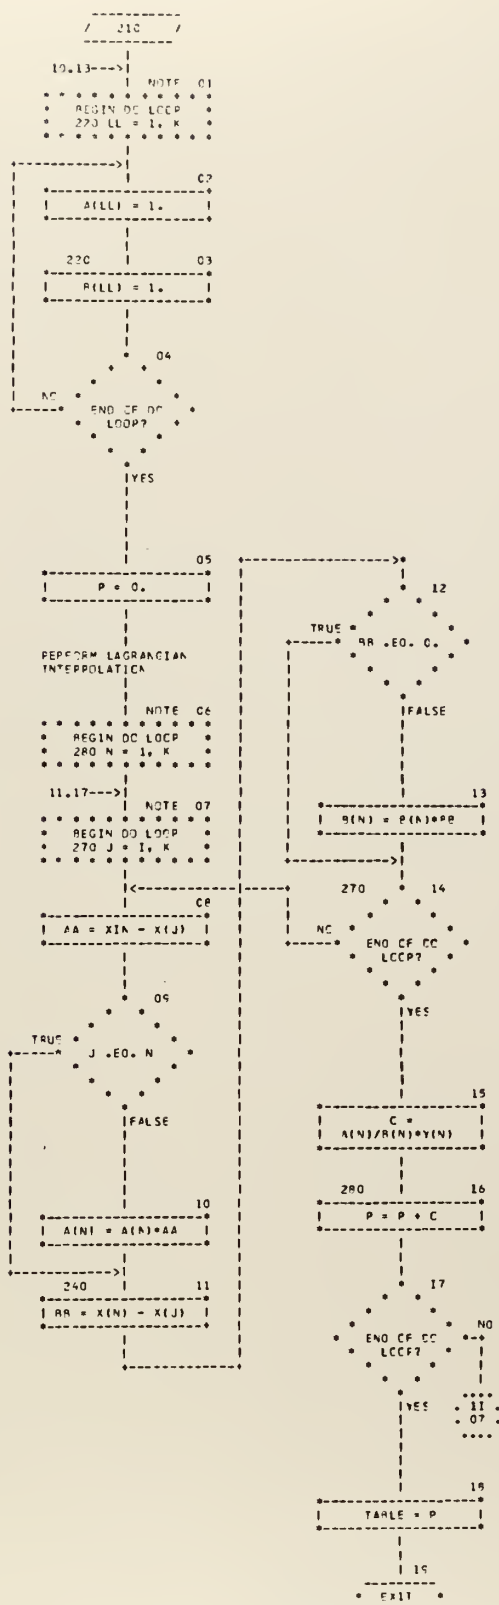 / 210 /
10.13--->
NOTE 01
BEGIN DO LOOP
220 LL = 1, K
02
A(LL) = 1.
220 03
B(LL) = 1.
04
NO
END OF DO
LOOP?
YES
05
P = 0.
PERFORM LAGRANGIAN
INTERPOLATION
NOTE 06
BEGIN DO LOOP
280 N = 1, K
11.17--->
NOTE 07
BEGIN DO LOOP
270 J = I, K
08
AA = XIN - X(J)
09
TRUE
J .EQ. N
FALSE
10
A(N) = A(N)*AA
240 11
BB = X(N) - X(J)
12
TRUE
BB .EQ. 0.
FALSE
13
B(N) = B(N)*BB
270 14
NO
END OF DO
LOOP?
YES
15
C =
A(N)/B(N)*Y(N)
280 16
P = P + C
17
END OF DO
LOOP?
NO
YES
11
07
18
TABLE = P
19
EXIT